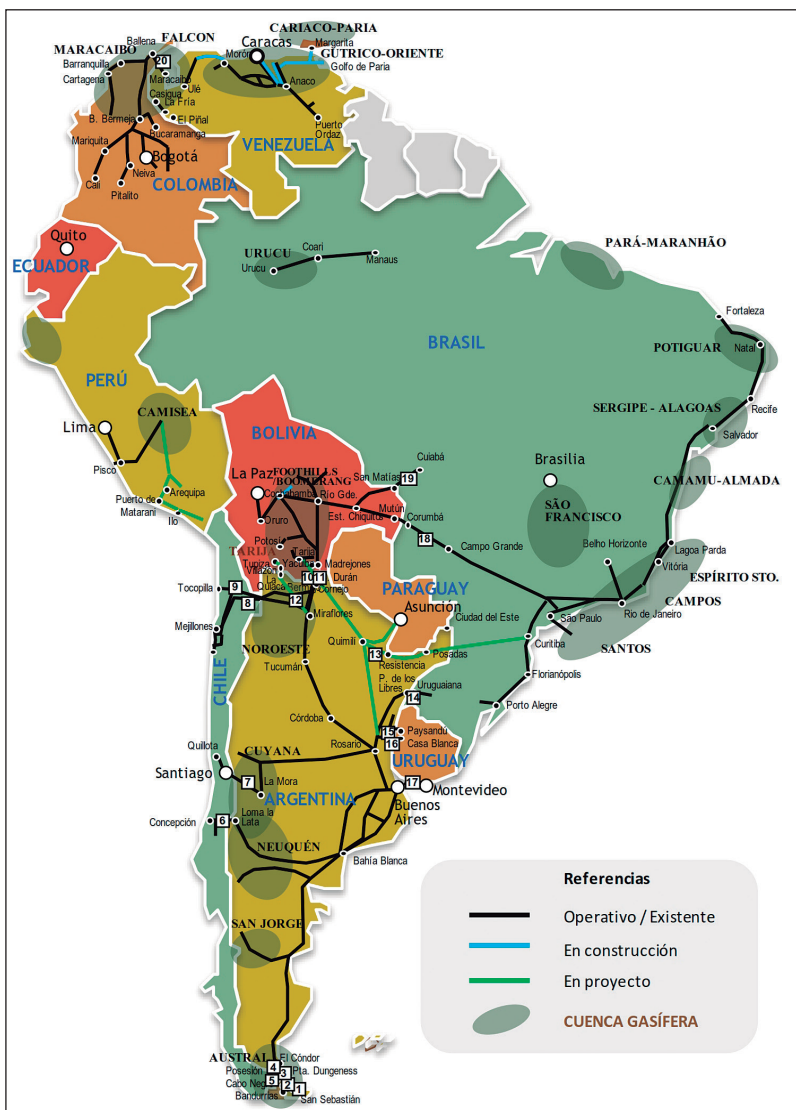 CARIACO-PARIA
FALCON
Ballena
Caracas
Margarita
MARACAIBO
Morón
GUTRICO-ORIENTE
20
Barranquilla
Golfo de Paria
Cartagena
Maracaibo
Ulé
Anaco
Casigua
La Fría
El Piñal
B. Bermeja
Bucaramanga
Puerto
Ordaz
VENEZUELA
Mariquita
Bogotá
Neiva
Cali
Pitalito
COLOMBIA
Quito
ECUADOR
URUCU
Coari
Urucu
Manaus
PARÁ-MARANHÃO
Fortaleza
BRASIL
POTIGUAR
Natal
PERÚ
CAMISEA
SERGIPE - ALAGOAS
Recife
Lima
BOLIVIA
Salvador
Pisco
Cuiabá
Brasilia
La Paz
FOOTHILLS
/BOOMERANG
San Matías
19
CAMAMU-ALMADA
Arequipa
Cochabamba
Río Gde.
Puerto de
Matarani
Mutún
SÃO
FRANCISCO
Ilo
Oruro
Est. Chiquitos
Corumbá
18
Potosí
Campo Grande
Belho Horizonte
Lagoa Parda
TARIJA
Tarija
Tupiza
Yacuiba
Madrejones
Vitória
ESPÍRITO STO.
Villazón
La
Quiaca
10
11
Durán
Tocopilla
9
Cornejo
PARAGUAY
CAMPOS
8
12
Asunción
Miraflores
São Paulo
Rio de Janeiro
Mejillones
Ciudad del Este
Quimili
Curitiba
SANTOS
NOROESTE
13
Posadas
Resistencia
CHILE
Tucumán
P. de los
Libres
Uruguaiana
Florianópolis
14
Porto Alegre
Córdoba
15
Paysandú
Quillota
CUYANA
Rosario
16
Casa Blanca
URUGUAY
Santiago
7
La Mora
17
Montevideo
ARGENTINA
Buenos
Aires
Concepción
6
Loma la
Lata
NEUQUÉN
Bahía Blanca
Referencias
Operativo / Existente
En construcción
En proyecto
CUENCA GASÍFERA
SAN JORGE
AUSTRAL
El Cóndor
Posesión
4
3
Pta. Dungeness
Cabo Neg
5
2
1
Bandurrias
San Sebastián